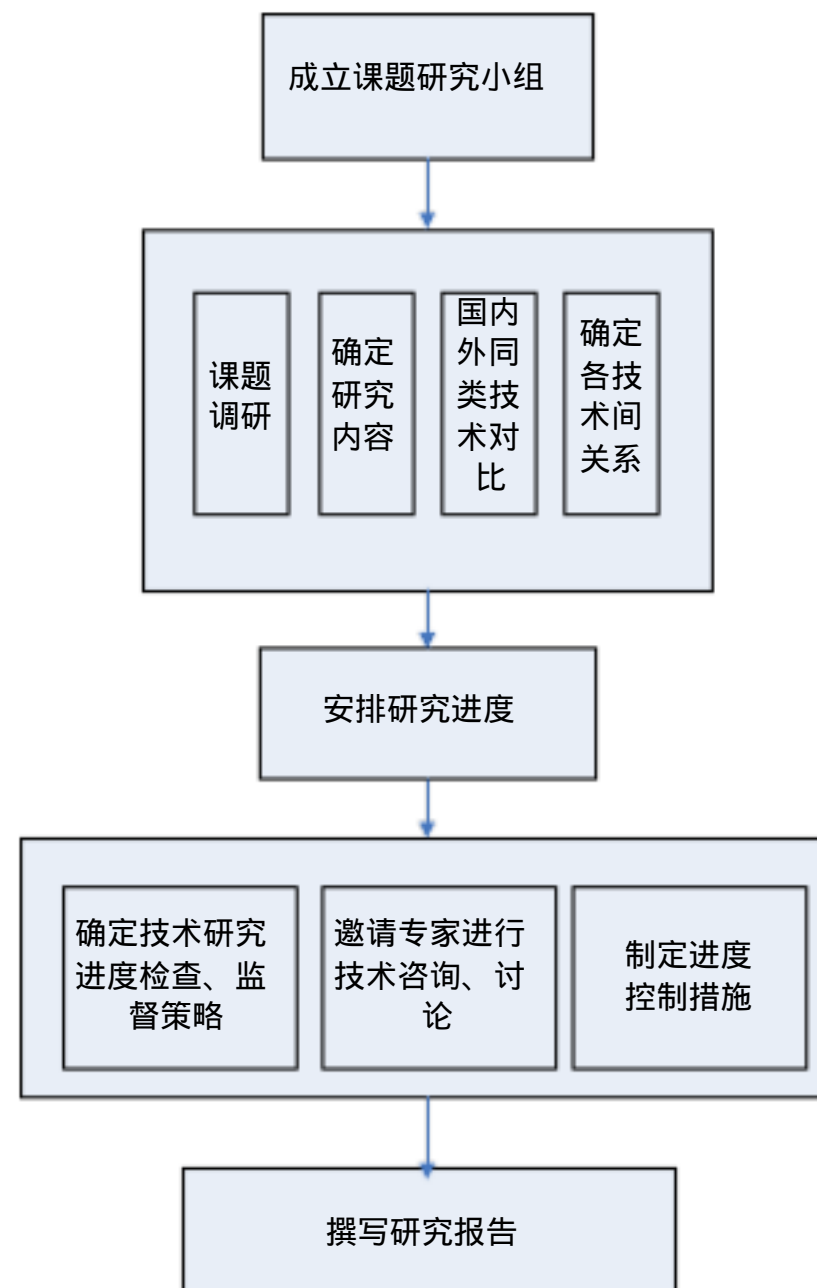 成立课题研究小组
课题
调研
确定
研究
内容
国内
外同
类技
术对
比
确定
各技
术间
关系
安排研究进度
确定技术研究
进度检查、监
督策略
邀请专家进行
技术咨询、讨
论
制定进度
控制措施
撰写研究报告